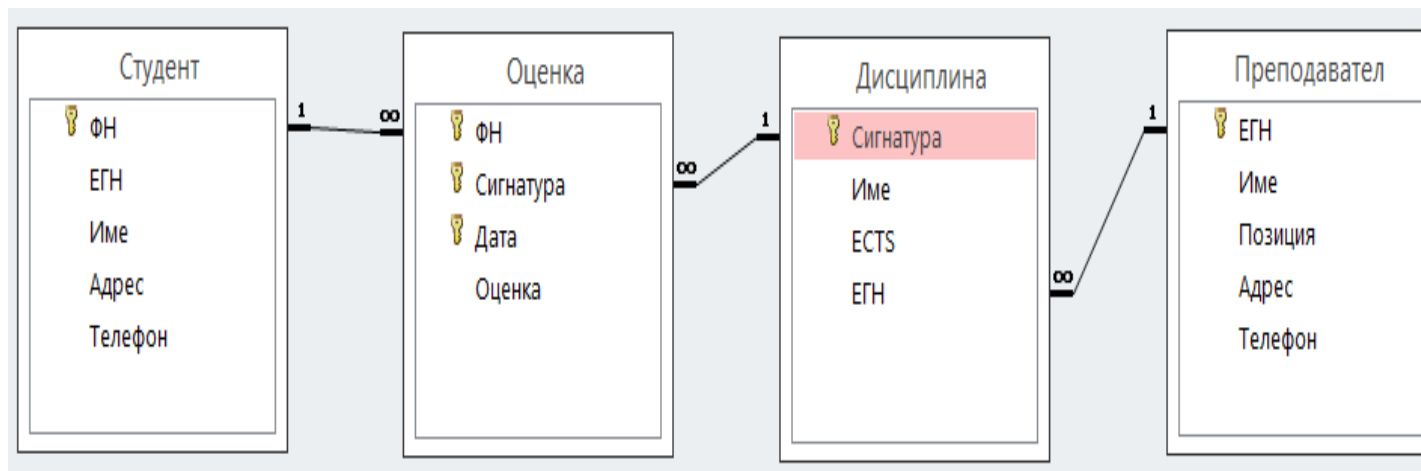 Студент
ФН
ЕГН
Име
Адрес
Телефон
1
∞
Оценка
ФН
Сигнатура
Дата
Оценка
∞
1
Дисциплина
Сигнатура
Име
ECTS
ЕГН
∞
1
Преподавател
ЕГН
Име
Позиция
Адрес
Телефон